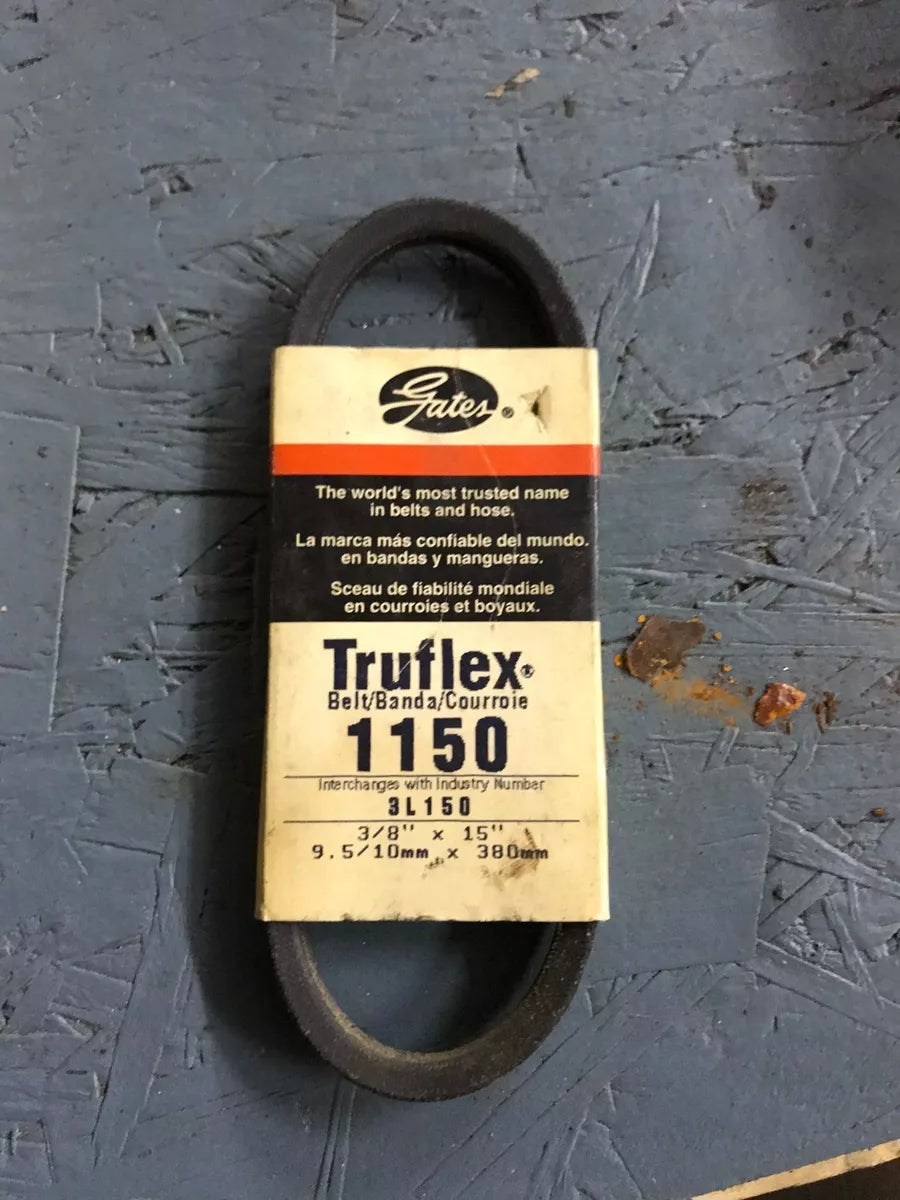 Gates®
The world's most trusted name
in belts and hose.
La marca más confiable del mundo.
en bandas y mangueras.
Sceau de fiabilité mondiale
en courroies et boyaux.
Truflex®
Belt/Banda/Courroie
1150
Interchanges with Industry Number
3L150
3/8" x 15"
9.5/10mm x 380mm